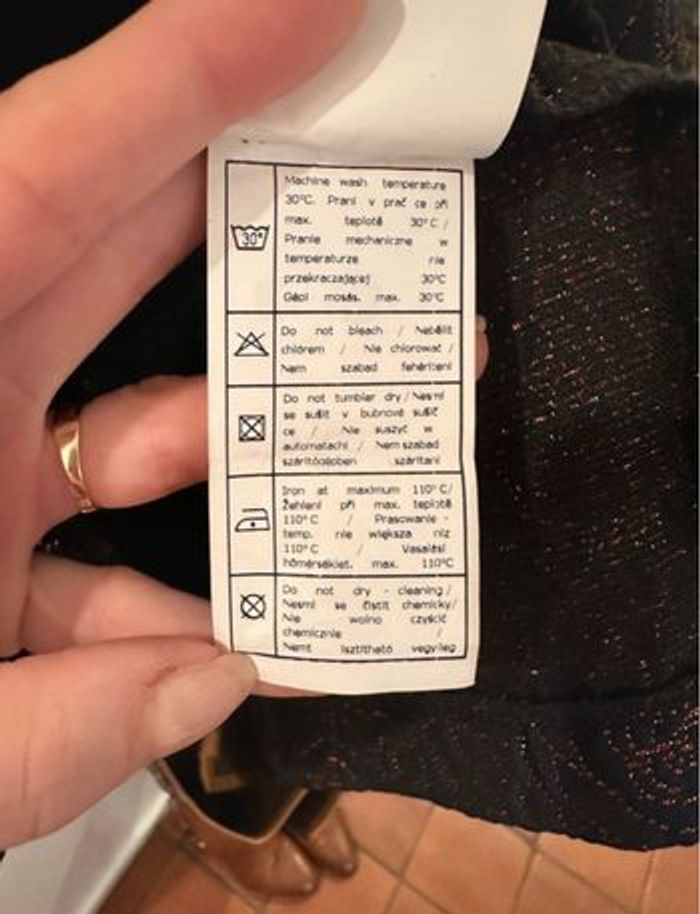 Machine wash temperature
30°C. Praní v prač ce při
max. teplotě 30°C /
Pranie mechaniczne w
temperaturze nie
przekraczającej 30°C
Gépi mosás. max. 30°C
30°
Do not bleach / Nebělit
chlórem / Nie chlorować /
Nem szabad fehéríteni
Do not tumbler dry / Nesmí
se sušit v bubnové sušič
ce / Nie suszyć w
automatach / Nem szabad
szárítógépben szárítani
Iron at maximum 110°C/
Žehlení při max. teplotě
110°C / Prasowanie -
temp. nie większa niż
110°C / Vasalási
hőmérséklet. max. 110°C
Do not dry - cleaning /
Nesmí se čistit chemicky/
Nie wolno czyścić
chemicznie /
Nemt isztítható vegyileg